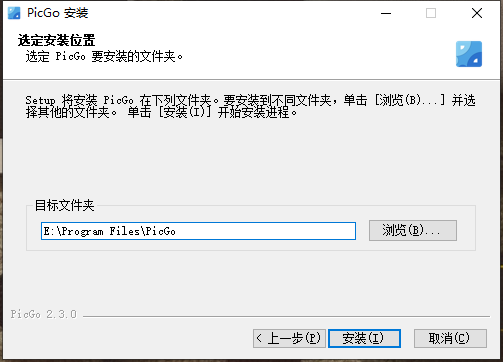 PicGo 安装
选定安装位置
选定 PicGo 要安装的文件夹。
Setup 将安装 PicGo 在下列文件夹。要安装到不同文件夹，单击 [浏览(B)...] 并选
择其他的文件夹。 单击 [安装(I)] 开始安装进程。
目标文件夹
E:\Program Files\PicGo
浏览(B)...
PicGo 2.3.0
< 上一步(P)
安装(I)
取消(C)